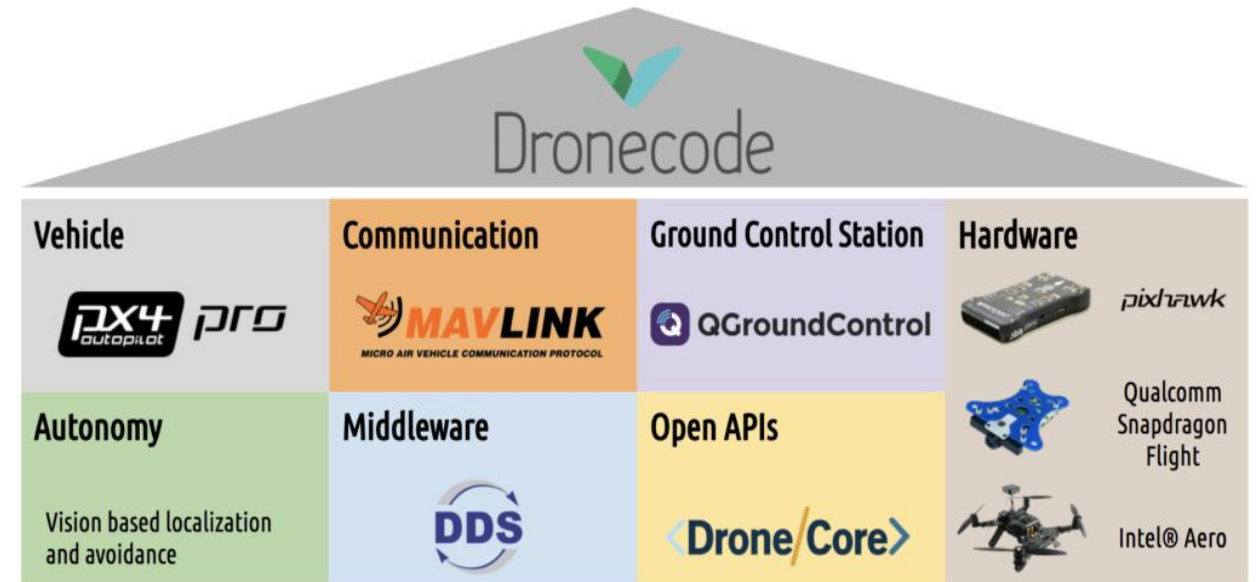 Dronecode
Vehicle
px4
autopilot
pro
Communication
MAVLINK
MICRO AIR VEHICLE COMMUNICATION PROTOCOL
Ground Control Station
QGroundControl
Hardware
pixhawk
Qualcomm
Snapdragon
Flight
Intel® Aero
Autonomy
Vision based localization
and avoidance
Middleware
DDS
Open APIs
<Drone/Core>